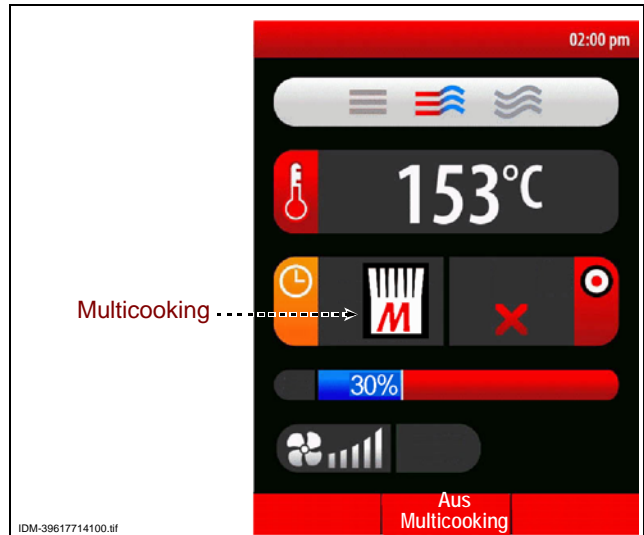 02:00 pm
153°C
Multicooking
M
30%
Aus
Multicooking
IDM-39617714100.tif